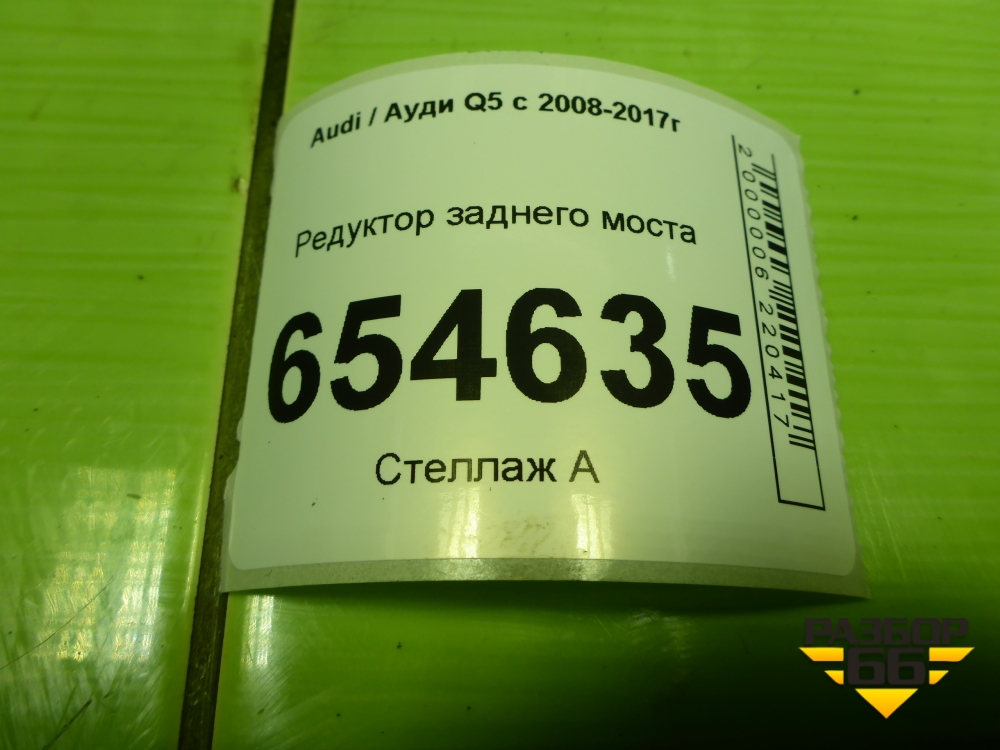 Audi / Ауди Q5 с 2008-2017г
Редуктор заднего моста
654635
Стеллаж А
2000006220417
РАЗБОР
66